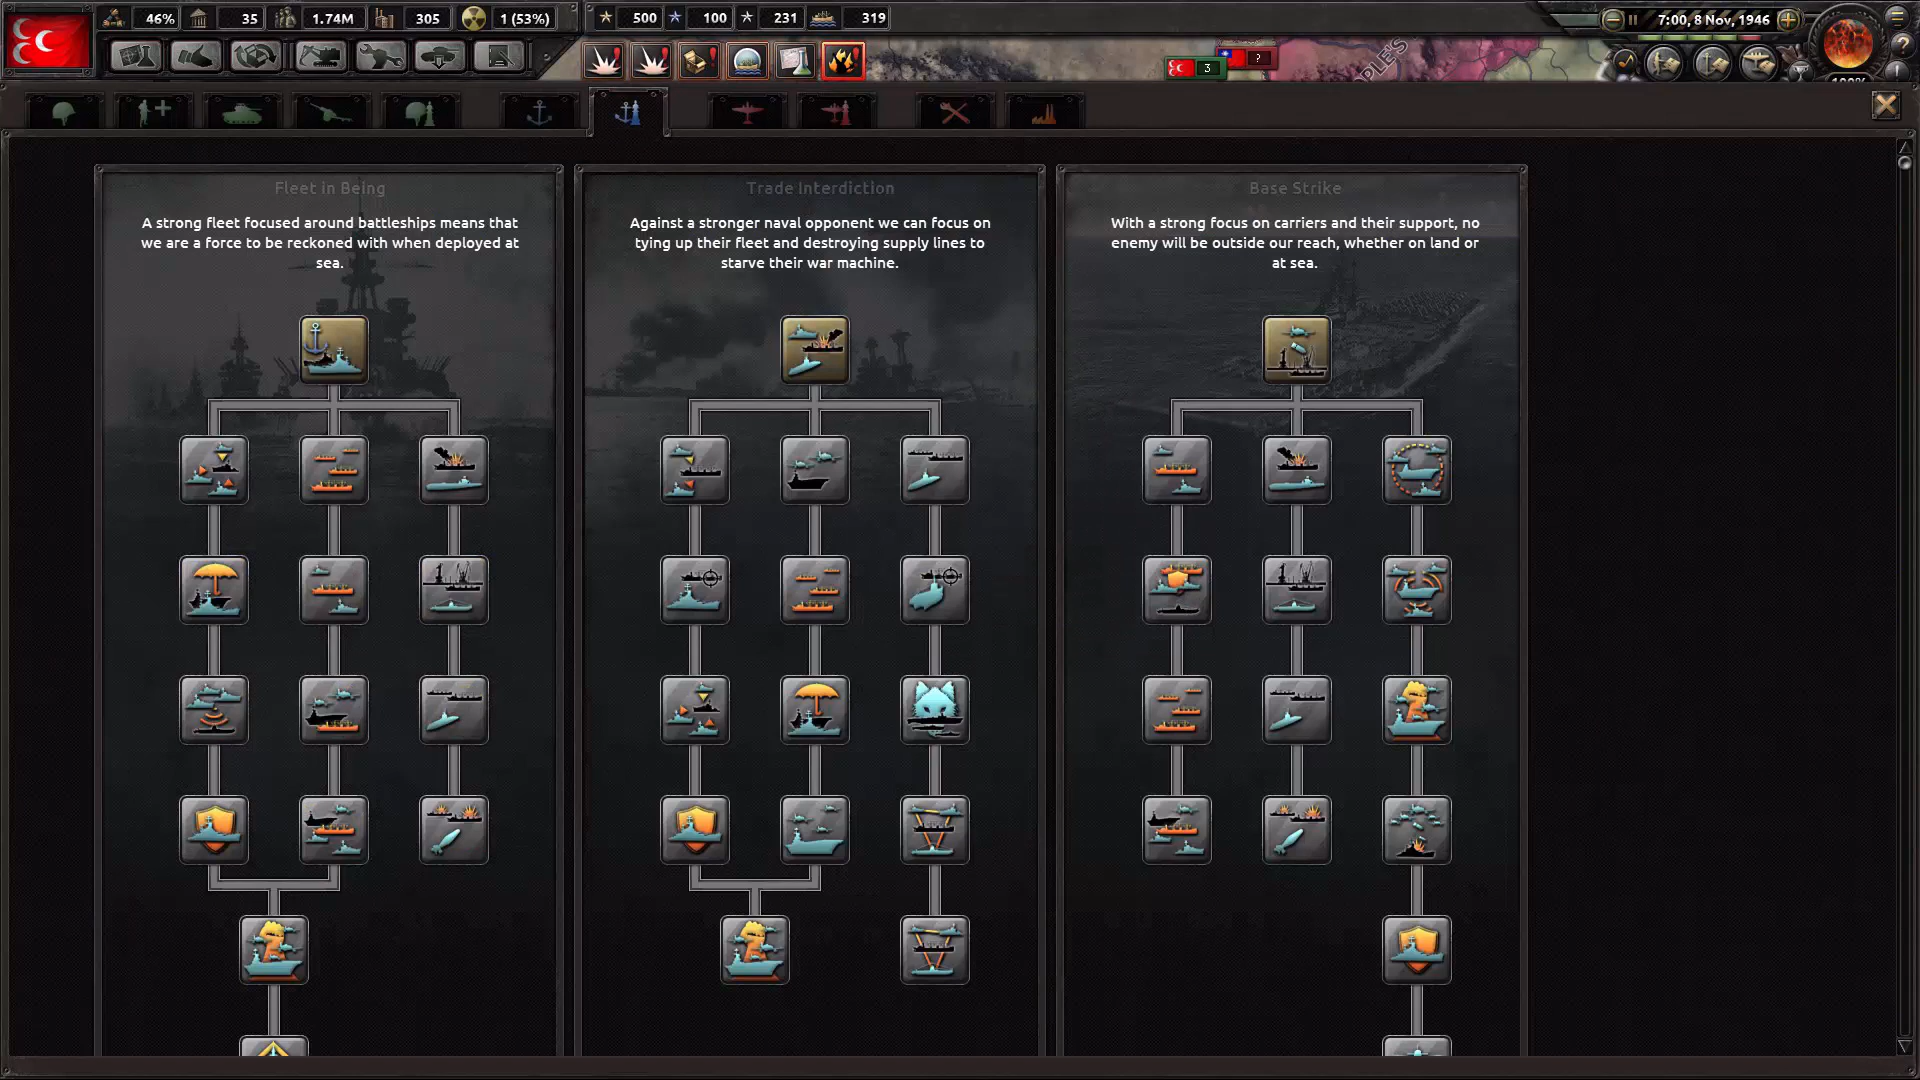 46%
35
1.74M
305
1 (53%)
500
100
231
319
7:00, 8 Nov, 1946
3
?
?
PLE'S
Fleet in Being
A strong fleet focused around battleships means that
we are a force to be reckoned with when deployed at
sea.
Trade Interdiction
Against a stronger naval opponent we can focus on
tying up their fleet and destroying supply lines to
starve their war machine.
Base Strike
With a strong focus on carriers and their support, no
enemy will be outside our reach, whether on land or
at sea.